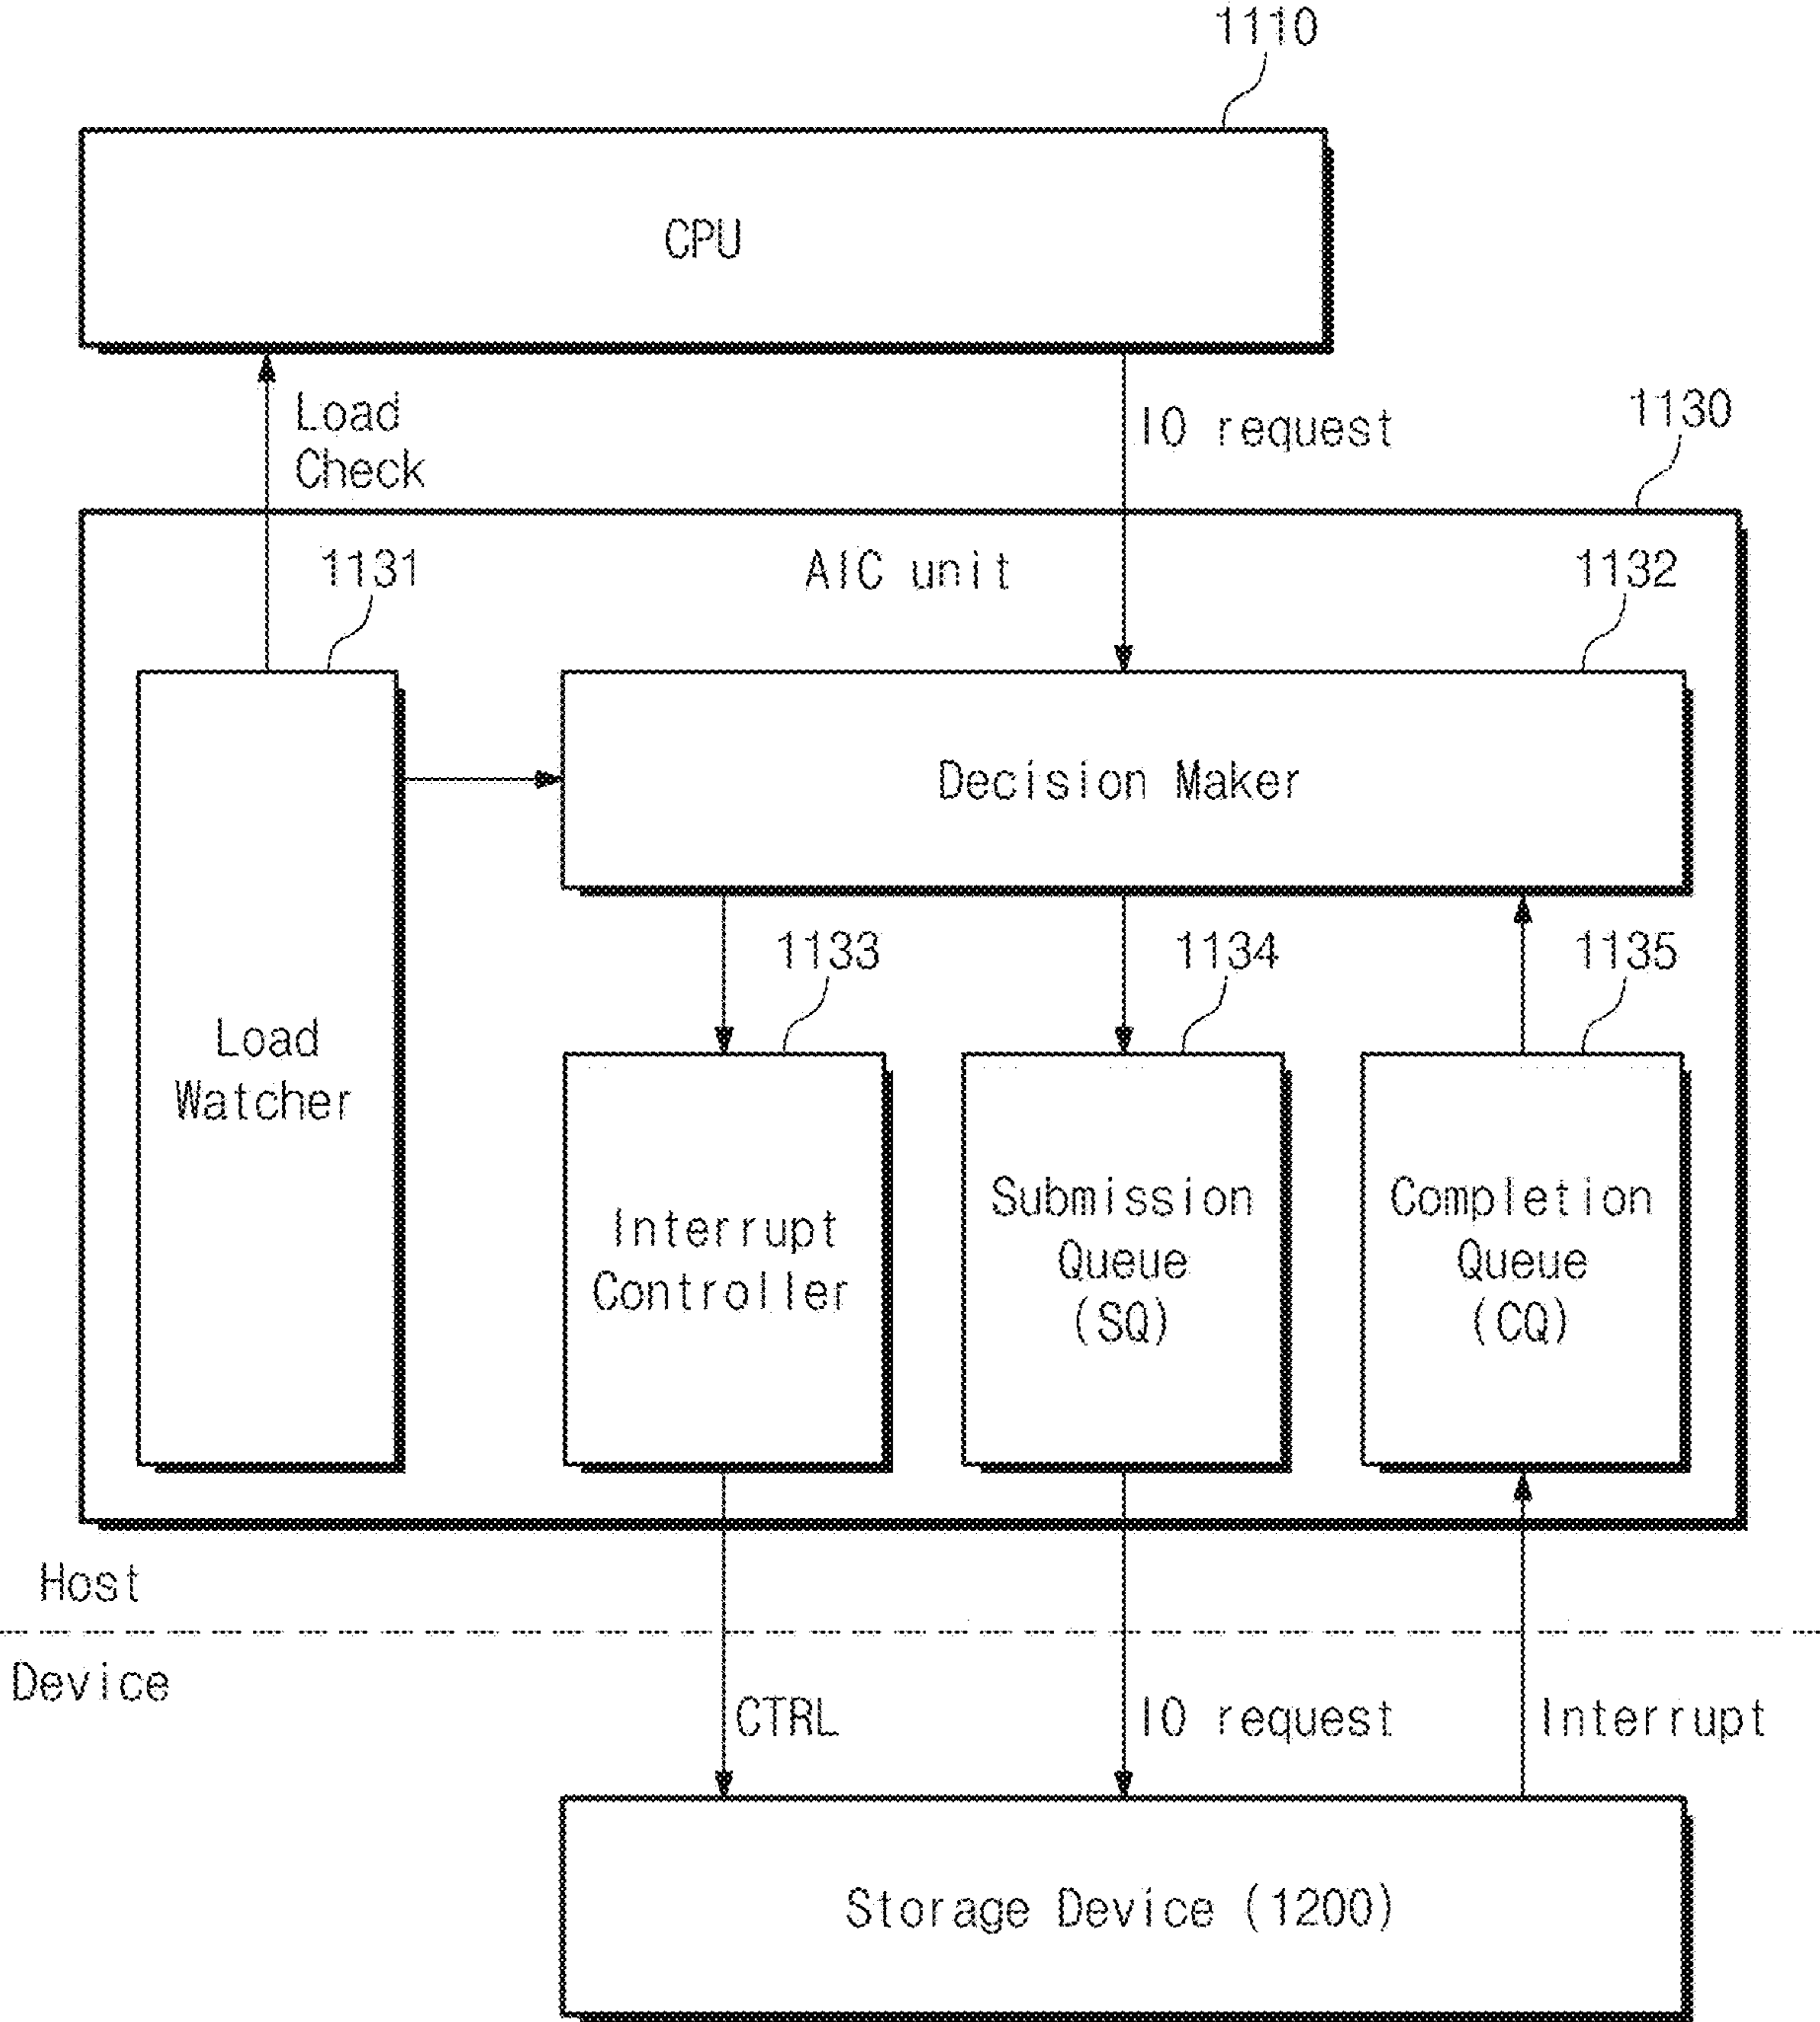 1110
CPU
Load
Check
IO request
1130
AIC unit
1131
1132
Decision Maker
1133
1134
1135
Load
Watcher
Interrupt
Controller
Submission
Queue
(SQ)
Completion
Queue
(CQ)
Host
Device
CTRL
IO request
Interrupt
Storage Device (1200)